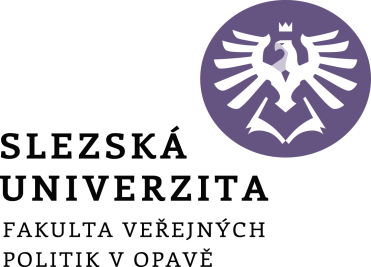 SLEZSKÁ
UNIVERZITA
FAKULTA VEŘEJNÝCH
POLITIK V OPAVĚ